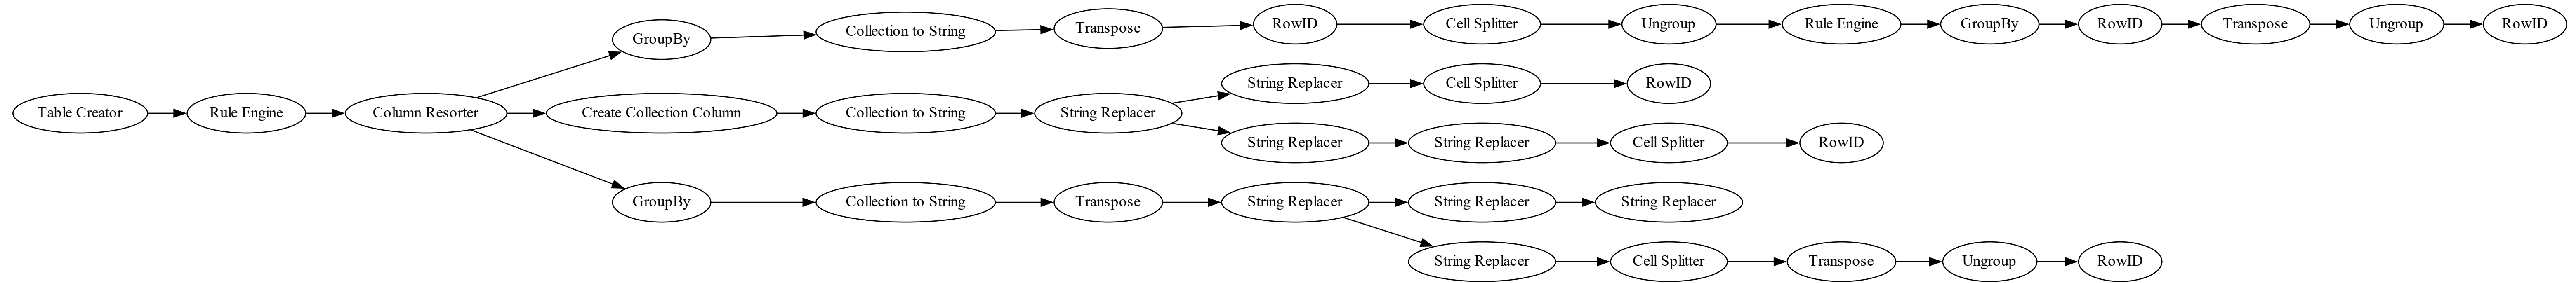 GroupBy
Collection to String
Transpose
RowID
Cell Splitter
Ungroup
Rule Engine
GroupBy
RowID
Transpose
Ungroup
RowID
Table Creator
Rule Engine
Column Resorter
Create Collection Column
Collection to String
String Replacer
String Replacer
Cell Splitter
RowID
String Replacer
String Replacer
Cell Splitter
RowID
GroupBy
Collection to String
Transpose
String Replacer
String Replacer
String Replacer
String Replacer
Cell Splitter
Transpose
Ungroup
RowID